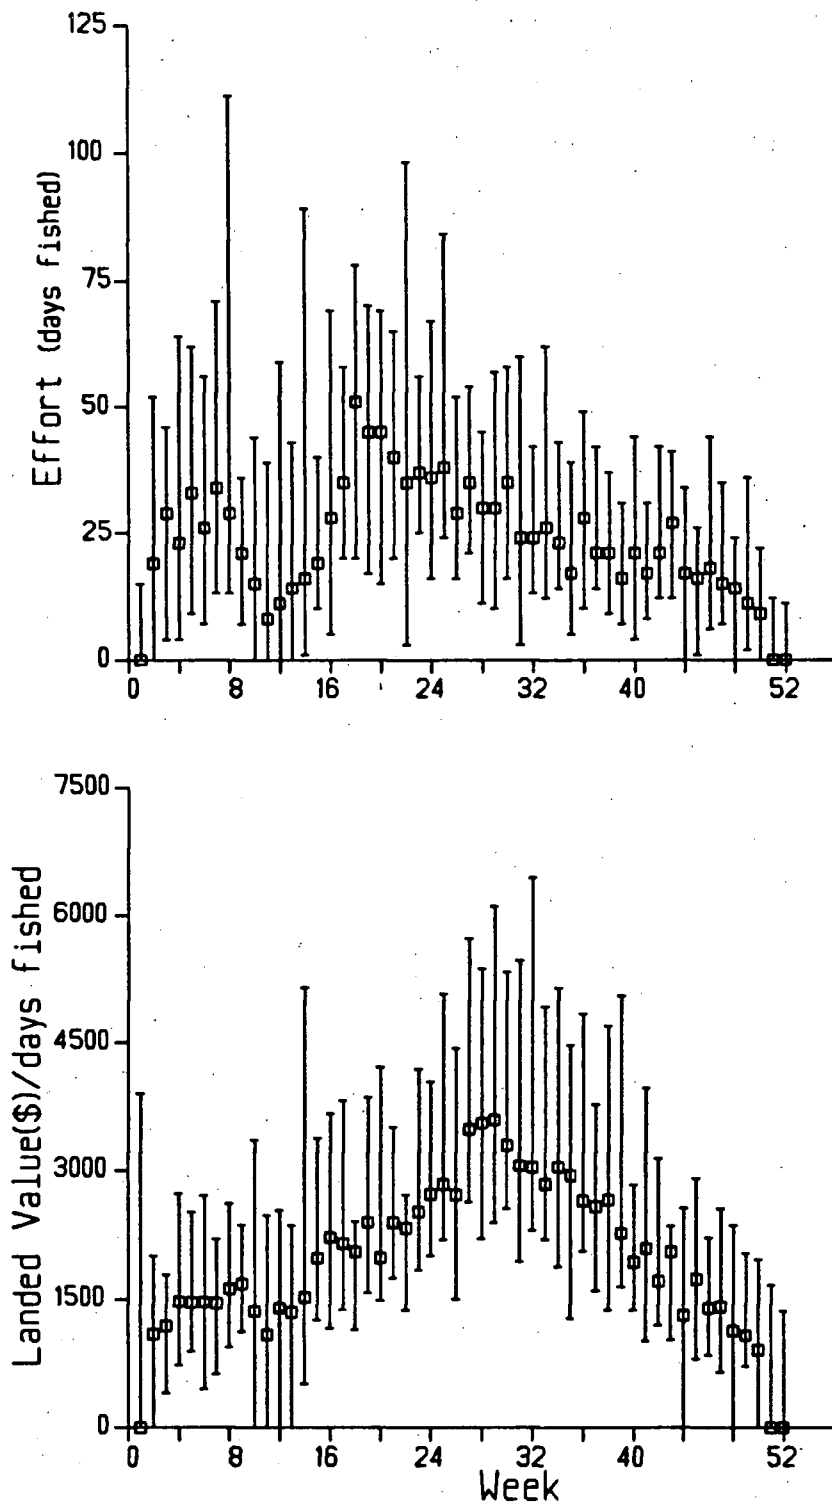 125
100
75
50
25
0
Effort (days fished)
0 8 16 24 32 40 52
7500
6000
4500
3000
1500
0
Landed Value($)/days fished
0 8 16 24 32 40 52
Week